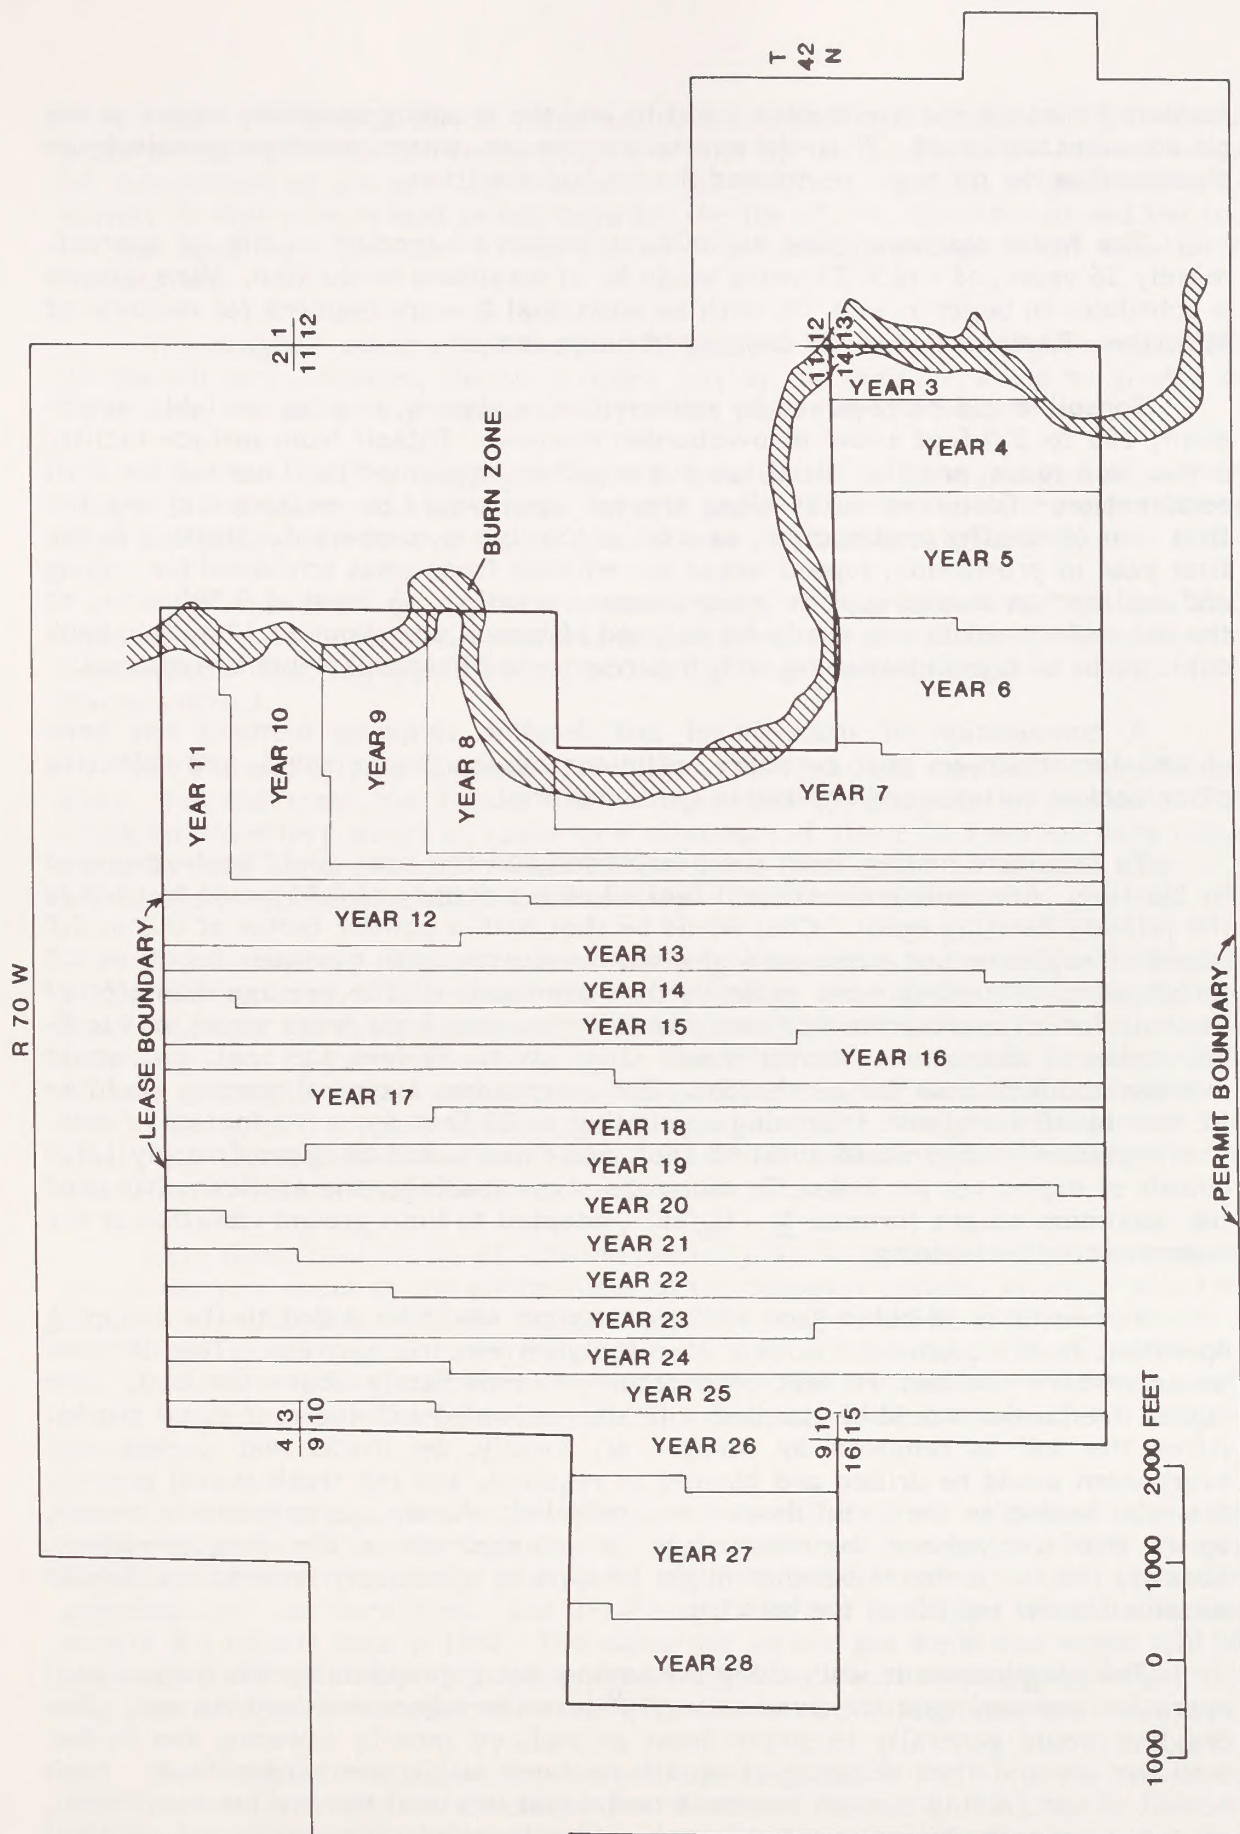 T
42
N
R 70 W
2 1
11 12
11 12
14 13
YEAR 3
YEAR 4
YEAR 5
BURN ZONE
YEAR 6
YEAR 7
YEAR 8
YEAR 9
YEAR 10
YEAR 11
LEASE BOUNDARY
YEAR 12
YEAR 13
YEAR 14
YEAR 15
YEAR 16
YEAR 17
YEAR 18
YEAR 19
YEAR 20
YEAR 21
YEAR 22
YEAR 23
YEAR 24
YEAR 25
4 3
9 10
YEAR 26
9 10
16 15
YEAR 27
YEAR 28
PERMIT BOUNDARY
1000 0 1000 2000 FEET